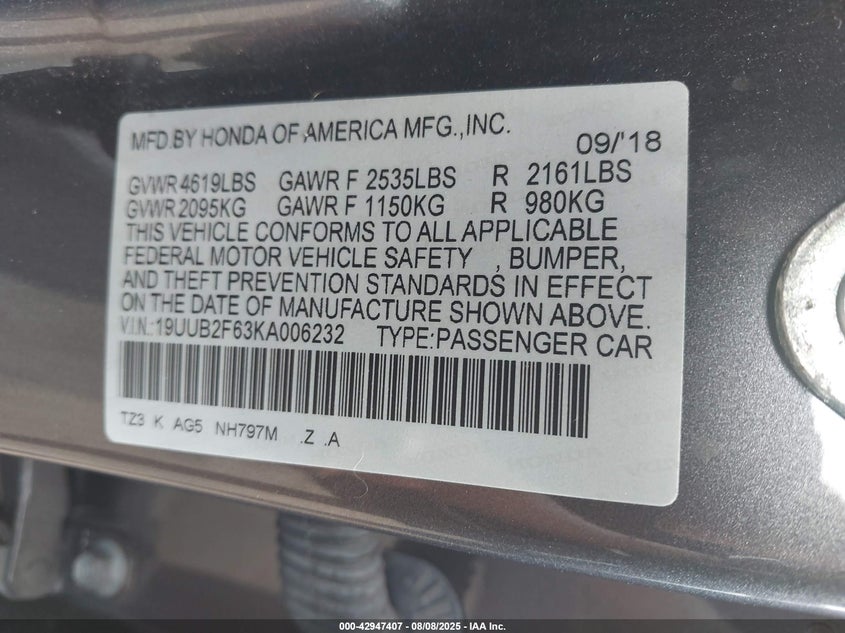 MFD.BY HONDA OF AMERICA MFG.,INC.
09/'18
GVWR 4619LBS GAWR F 2535LBS R 2161LBS
GVWR 2095KG GAWR F 1150KG R 980KG
THIS VEHICLE CONFORMS TO ALL APPLICABLE
FEDERAL MOTOR VEHICLE SAFETY , BUMPER,
AND THEFT PREVENTION STANDARDS IN EFFECT
ON THE DATE OF MANUFACTURE SHOWN ABOVE.
V.I.N.:19UUB2F63KA006232 TYPE:PASSENGER CAR
TZ3 K AG5 NH797M .Z .A
000-42947407 - 08/08/2025 - IAA Inc.